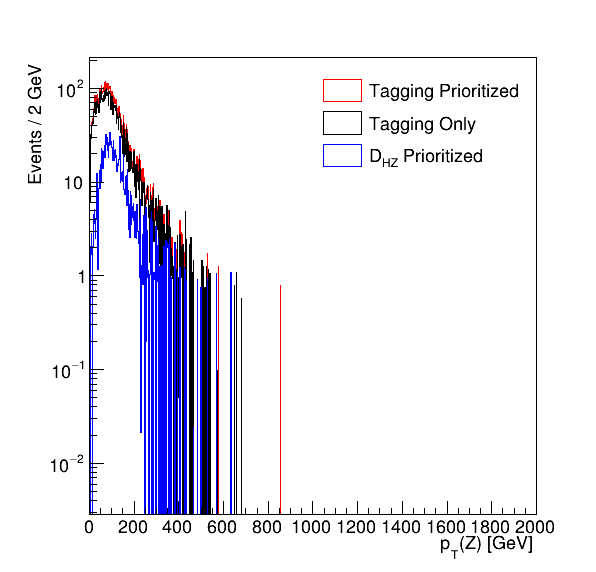 Events / 2 GeV
10²
10
1
10⁻¹
10⁻²
Tagging Prioritized
Tagging Only
D_HZ Prioritized
0 200 400 600 800 1000 1200 1400 1600 1800 2000
p_T(Z) [GeV]